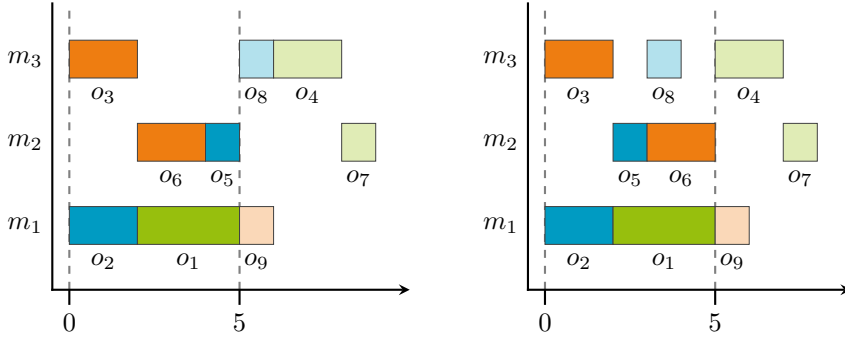 m₃
o₃ o₈ o₄
m₂
o₆ o₅ o₇
m₁
o₂ o₁ o₉
0 5
m₃
o₃ o₈ o₄
m₂
o₅ o₆ o₇
m₁
o₂ o₁ o₉
0 5